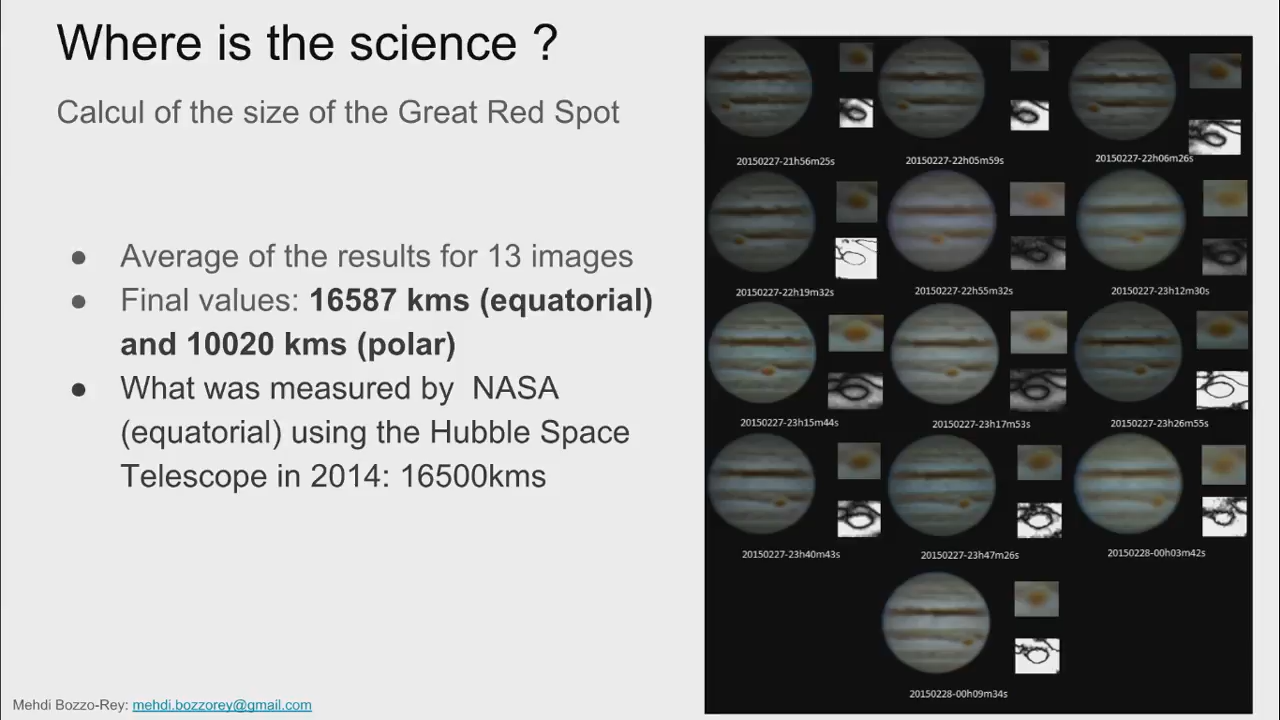 Where is the science ?
Calcul of the size of the Great Red Spot
● Average of the results for 13 images
● Final values: 16587 kms (equatorial)
and 10020 kms (polar)
● What was measured by NASA
(equatorial) using the Hubble Space
Telescope in 2014: 16500kms
20150227-21h56m25s
20150227-22h05m59s
20150227-22h06m26s
20150227-22h19m32s
20150227-22h55m32s
20150227-23h12m30s
20150227-23h15m44s
20150227-23h17m53s
20150227-23h26m55s
20150227-23h40m43s
20150227-23h47m26s
20150228-00h03m42s
20150228-00h09m34s
Mehdi Bozzo-Rey: mehdi.bozzorey@gmail.com